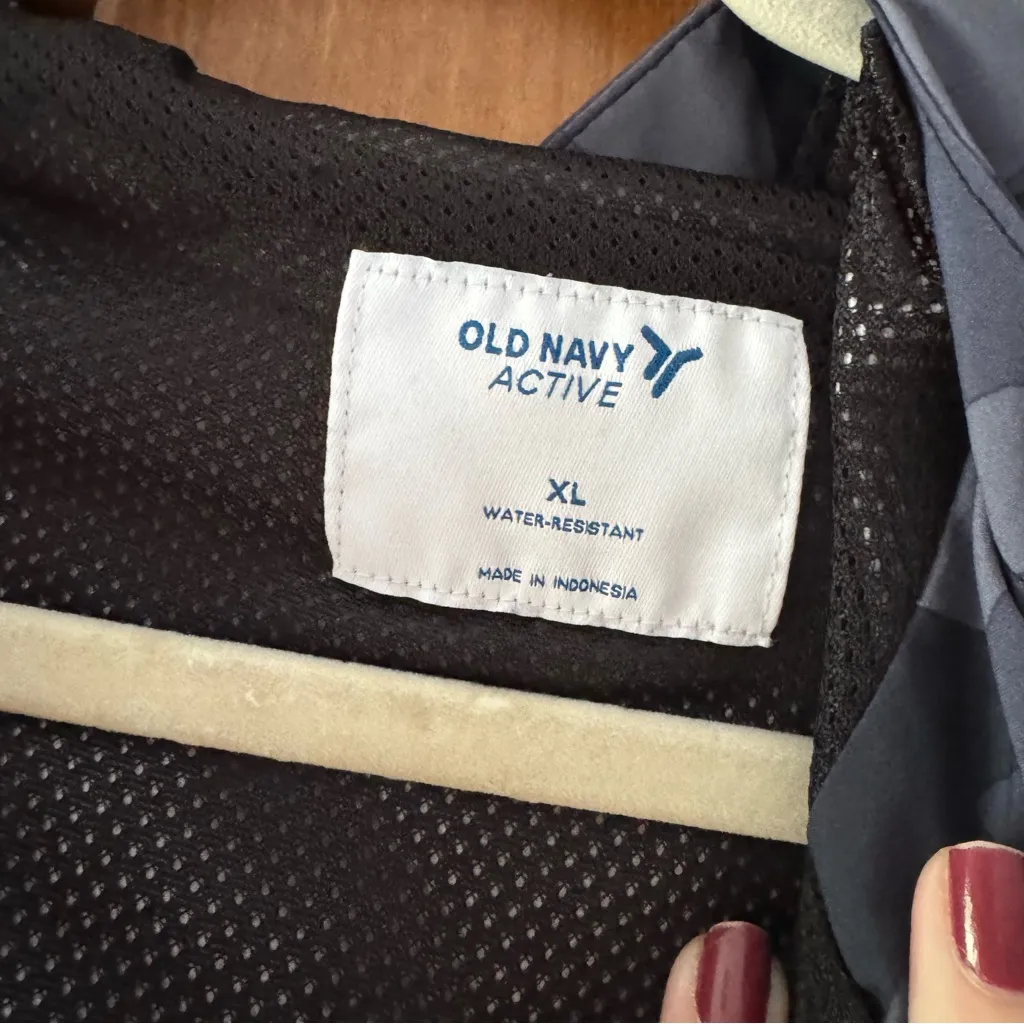 OLD NAVY
ACTIVE
XL
WATER-RESISTANT
MADE IN INDONESIA